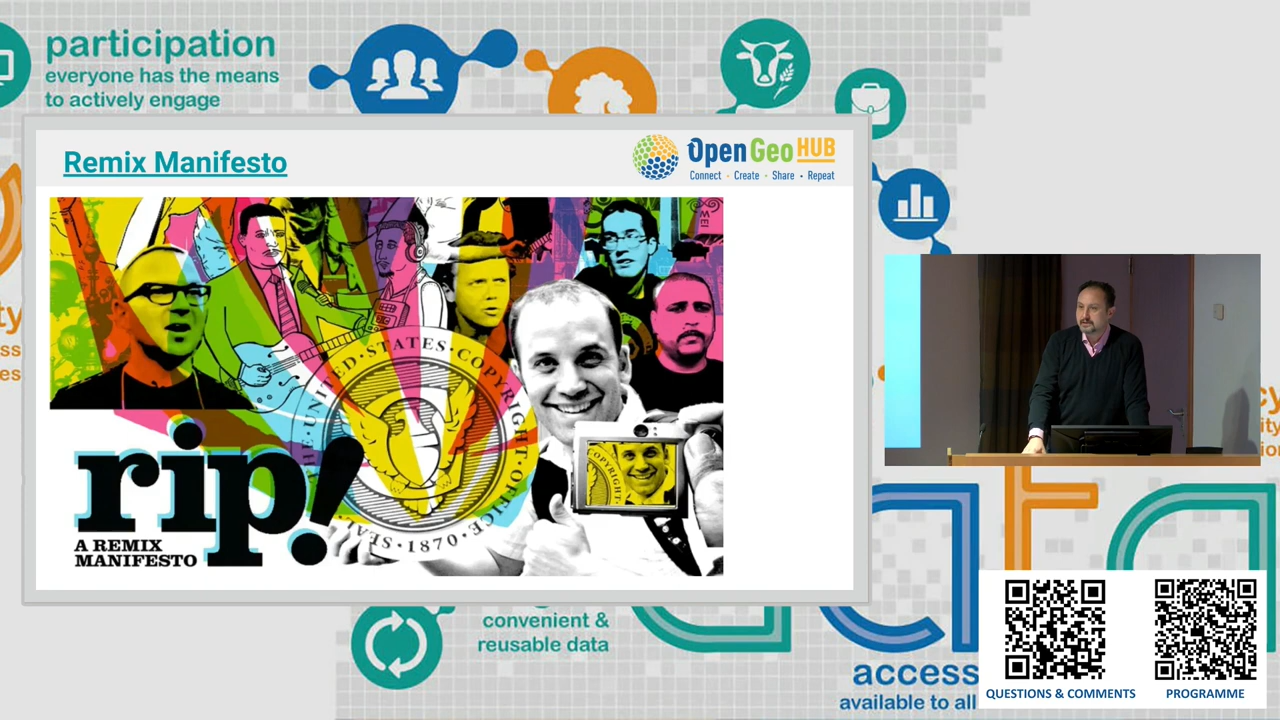 participation
everyone has the means
to actively engage
Remix Manifesto
Open Geo HUB
Connect · Create · Share · Repeat
THE UNITED·STATES·COPYRIGHT·OFFICE
SEAL·1870·
COPYRIGHT
rip!
A REMIX
MANIFESTO
convenient &
reusable data
access
available to all
QUESTIONS & COMMENTS
PROGRAMME